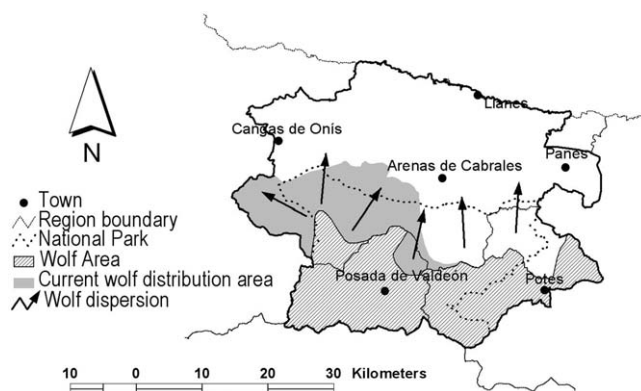 Llanes
Cangas de Onís
Arenas de Cabrales
Panes
N
Town
Region boundary
National Park
Wolf Area
Current wolf distribution area
Wolf dispersion
Posada de Valdeón
Potes
10 0 10 20 30 Kilometers